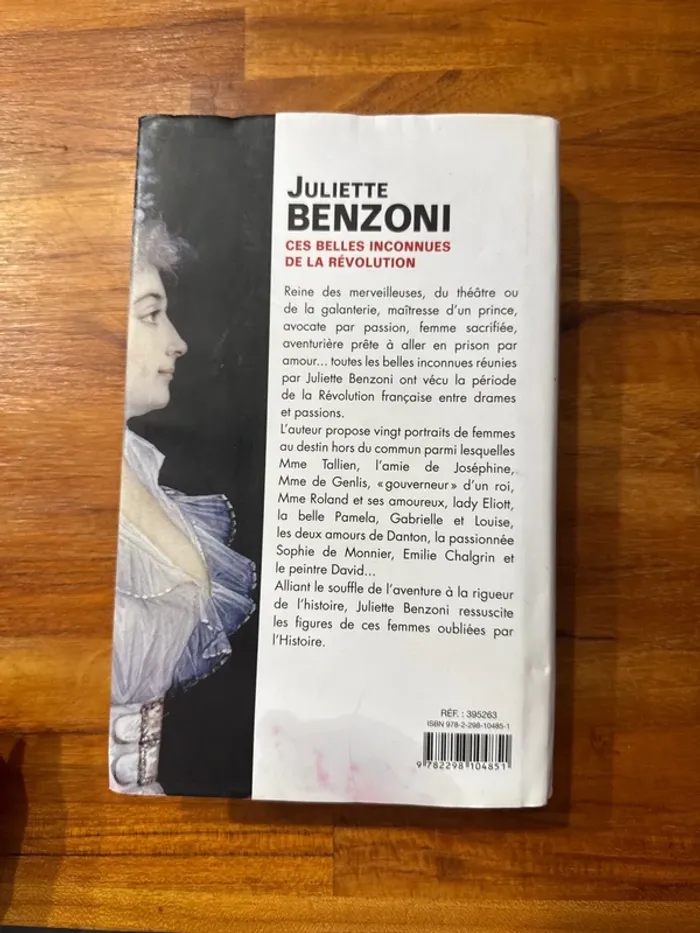 JULIETTE
BENZONI
CES BELLES INCONNUES
DE LA RÉVOLUTION
Reine des merveilleuses, du théâtre ou
de la galanterie, maîtresse d'un prince,
avocate par passion, femme sacrifiée,
aventurière prête à aller en prison par
amour... toutes les belles inconnues réunies
par Juliette Benzoni ont vécu la période
de la Révolution française entre drames
et passions.
L'auteur propose vingt portraits de femmes
au destin hors du commun parmi lesquelles
Mme Tallien, l'amie de Joséphine,
Mme de Genlis, « gouverneur » d'un roi,
Mme Roland et ses amoureux, lady Eliott,
la belle Pamela, Gabrielle et Louise,
les deux amours de Danton, la passionnée
Sophie de Monnier, Emilie Chalgrin et
le peintre David...
Alliant le souffle de l'aventure à la rigueur
de l'histoire, Juliette Benzoni ressuscite
les figures de ces femmes oubliées par
l'Histoire.
RÉF. : 395263
ISBN 978-2-298-10485-1
9 782298 104851